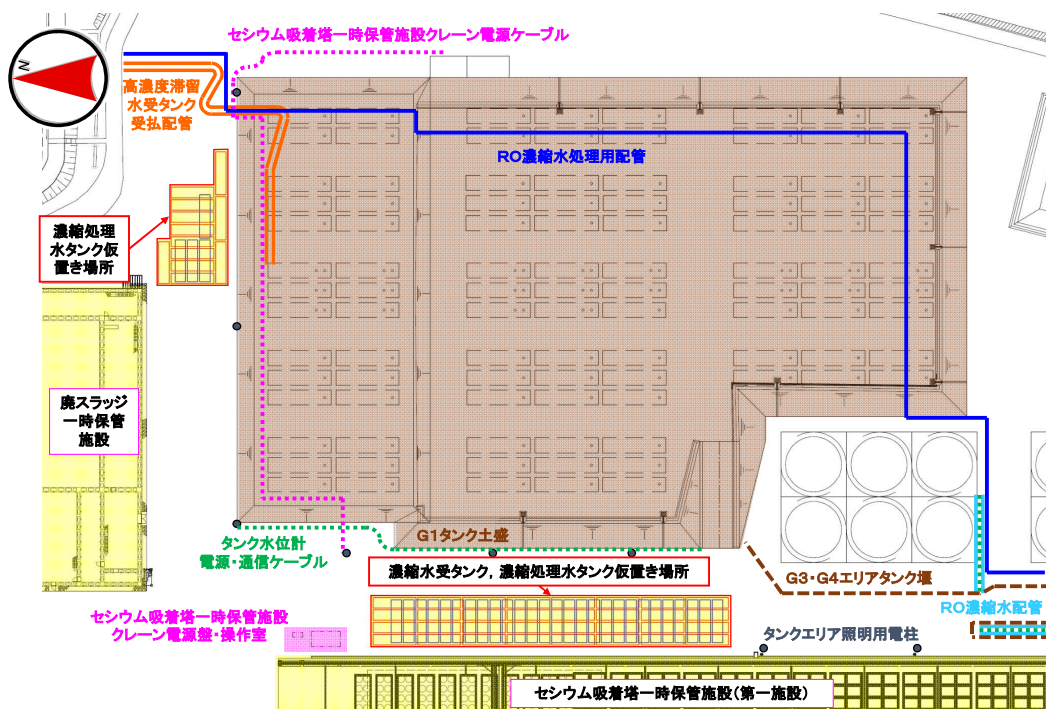 セシウム吸着塔一時保管施設クレーン電源ケーブル
N
高濃度滞留
水受タンク
受払配管
RO濃縮水処理用配管
濃縮処理
水タンク仮
置き場所
廃スラッジ
一時保管
施設
G1タンク土盛
タンク水位計
電源・通信ケーブル
濃縮水受タンク，濃縮処理水タンク仮置き場所
G3・G4エリアタンク堰
RO濃縮水配管
セシウム吸着塔一時保管施設
クレーン電源盤・操作室
タンクエリア照明用電柱
セシウム吸着塔一時保管施設（第一施設）